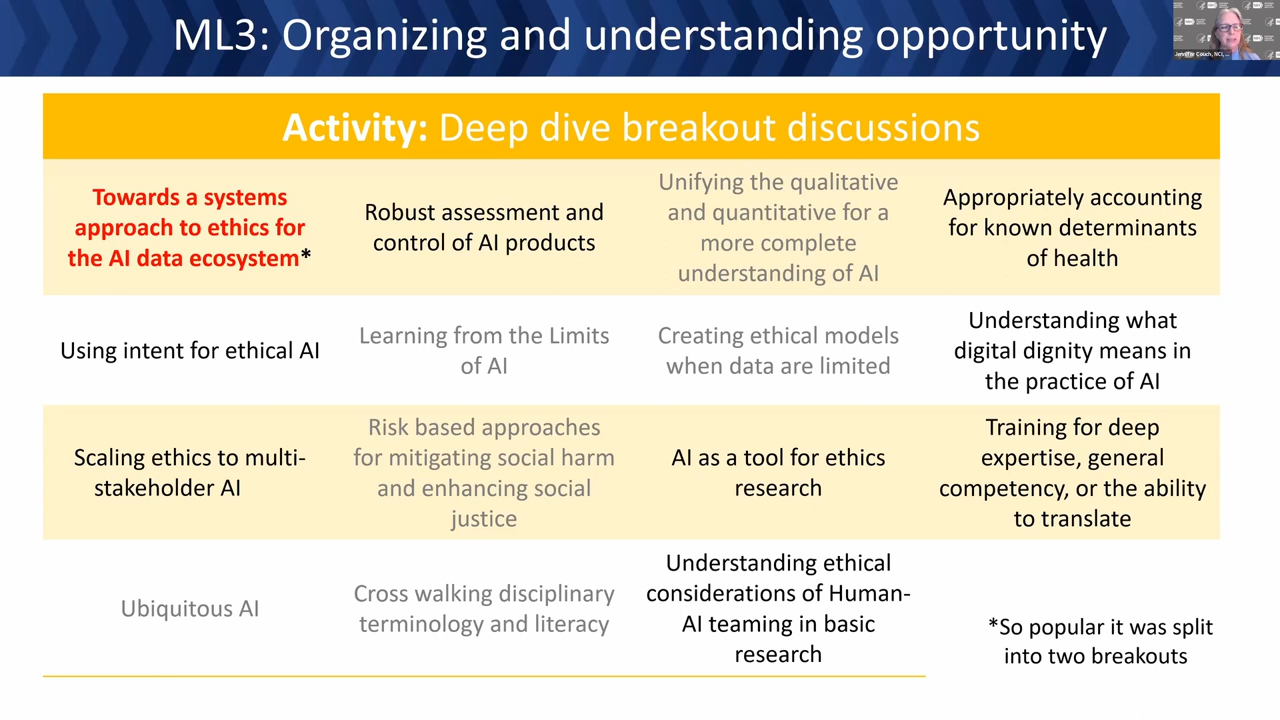 ML3: Organizing and understanding opportunity
Jennifer Couch, NCI, ...
Activity: Deep dive breakout discussions
Towards a systems
approach to ethics for
the AI data ecosystem*
Robust assessment and
control of AI products
Unifying the qualitative
and quantitative for a
more complete
understanding of AI
Appropriately accounting
for known determinants
of health
Using intent for ethical AI
Learning from the Limits
of AI
Creating ethical models
when data are limited
Understanding what
digital dignity means in
the practice of AI
Scaling ethics to multi-
stakeholder AI
Risk based approaches
for mitigating social harm
and enhancing social
justice
AI as a tool for ethics
research
Training for deep
expertise, general
competency, or the ability
to translate
Ubiquitous AI
Cross walking disciplinary
terminology and literacy
Understanding ethical
considerations of Human-
AI teaming in basic
research
*So popular it was split
into two breakouts